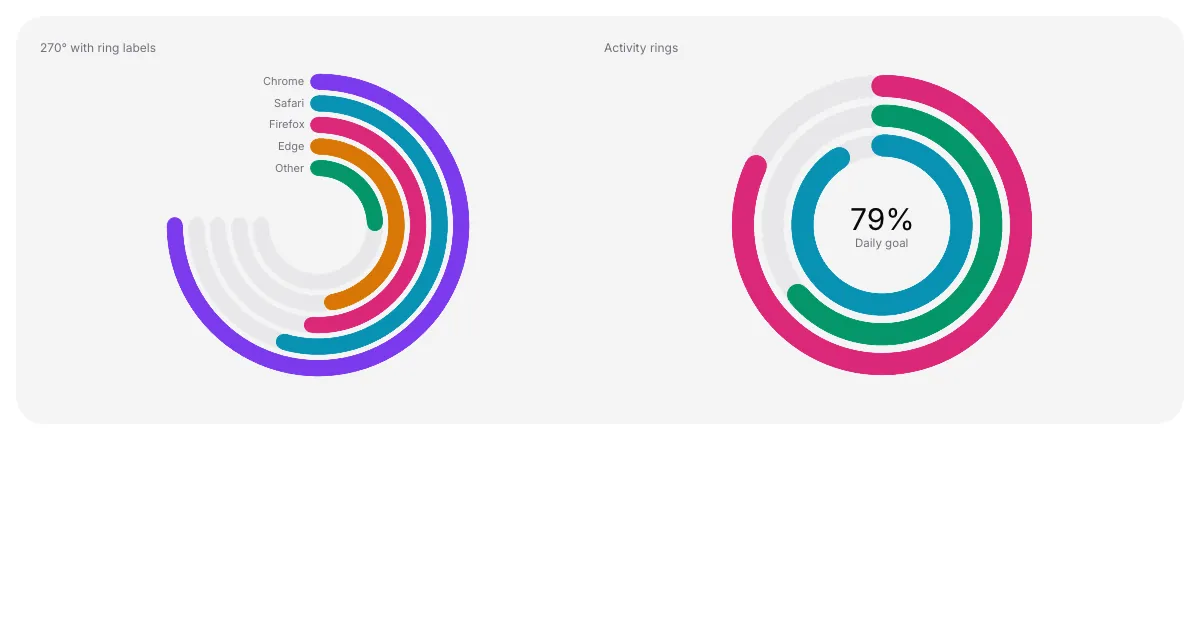 270° with ring labels
Chrome
Safari
Firefox
Edge
Other
Activity rings
79%
Daily goal